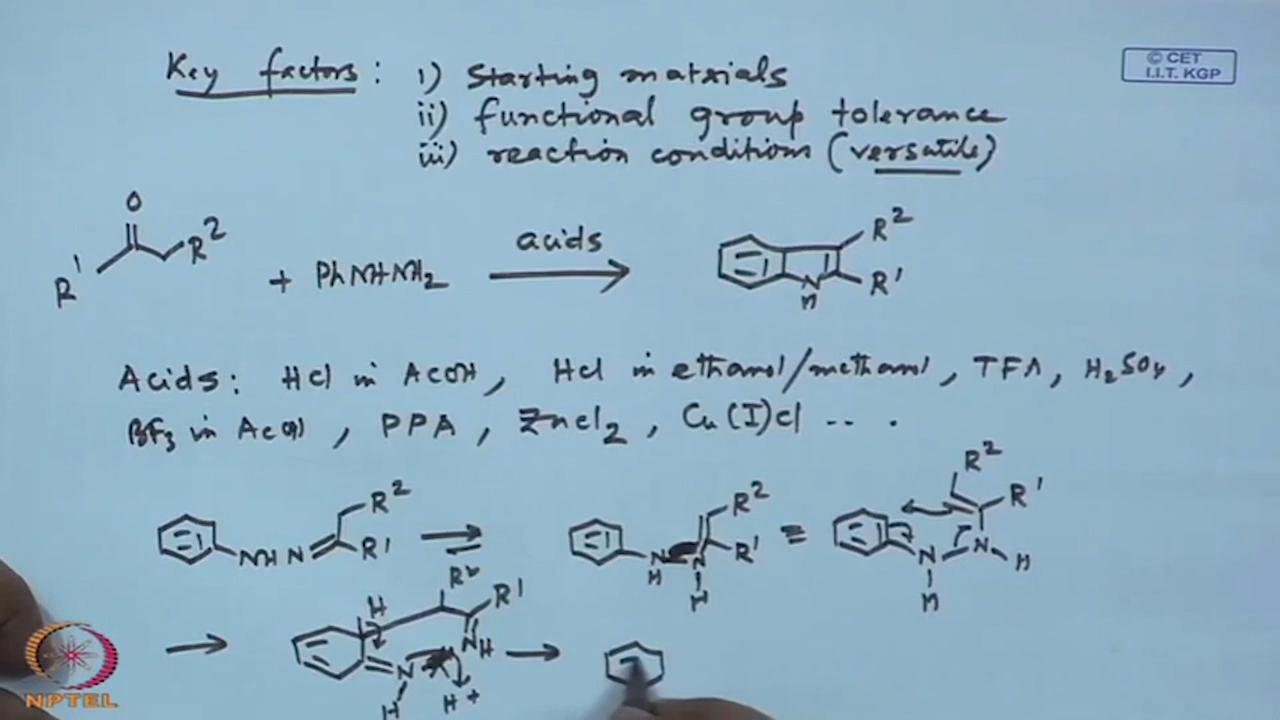 Key factors: i) Starting materials
© CET
I.I.T. KGP
ii) functional group tolerance
iii) reaction conditions (versatile)
O
R¹ R² + PhNHNH₂ acids R² R¹ N H
Acids: HCl in AcOH, HCl in ethanol/methanol, TFA, H₂SO₄,
BF₃ in AcOH, PPA, ZnCl₂, Cu(I)Cl .. .
NH N R² R¹ ⇌ N H N H R² R¹ ≡ R² R¹ N H N H
→ H R² R¹ N H N H H⁺ →
NPTEL